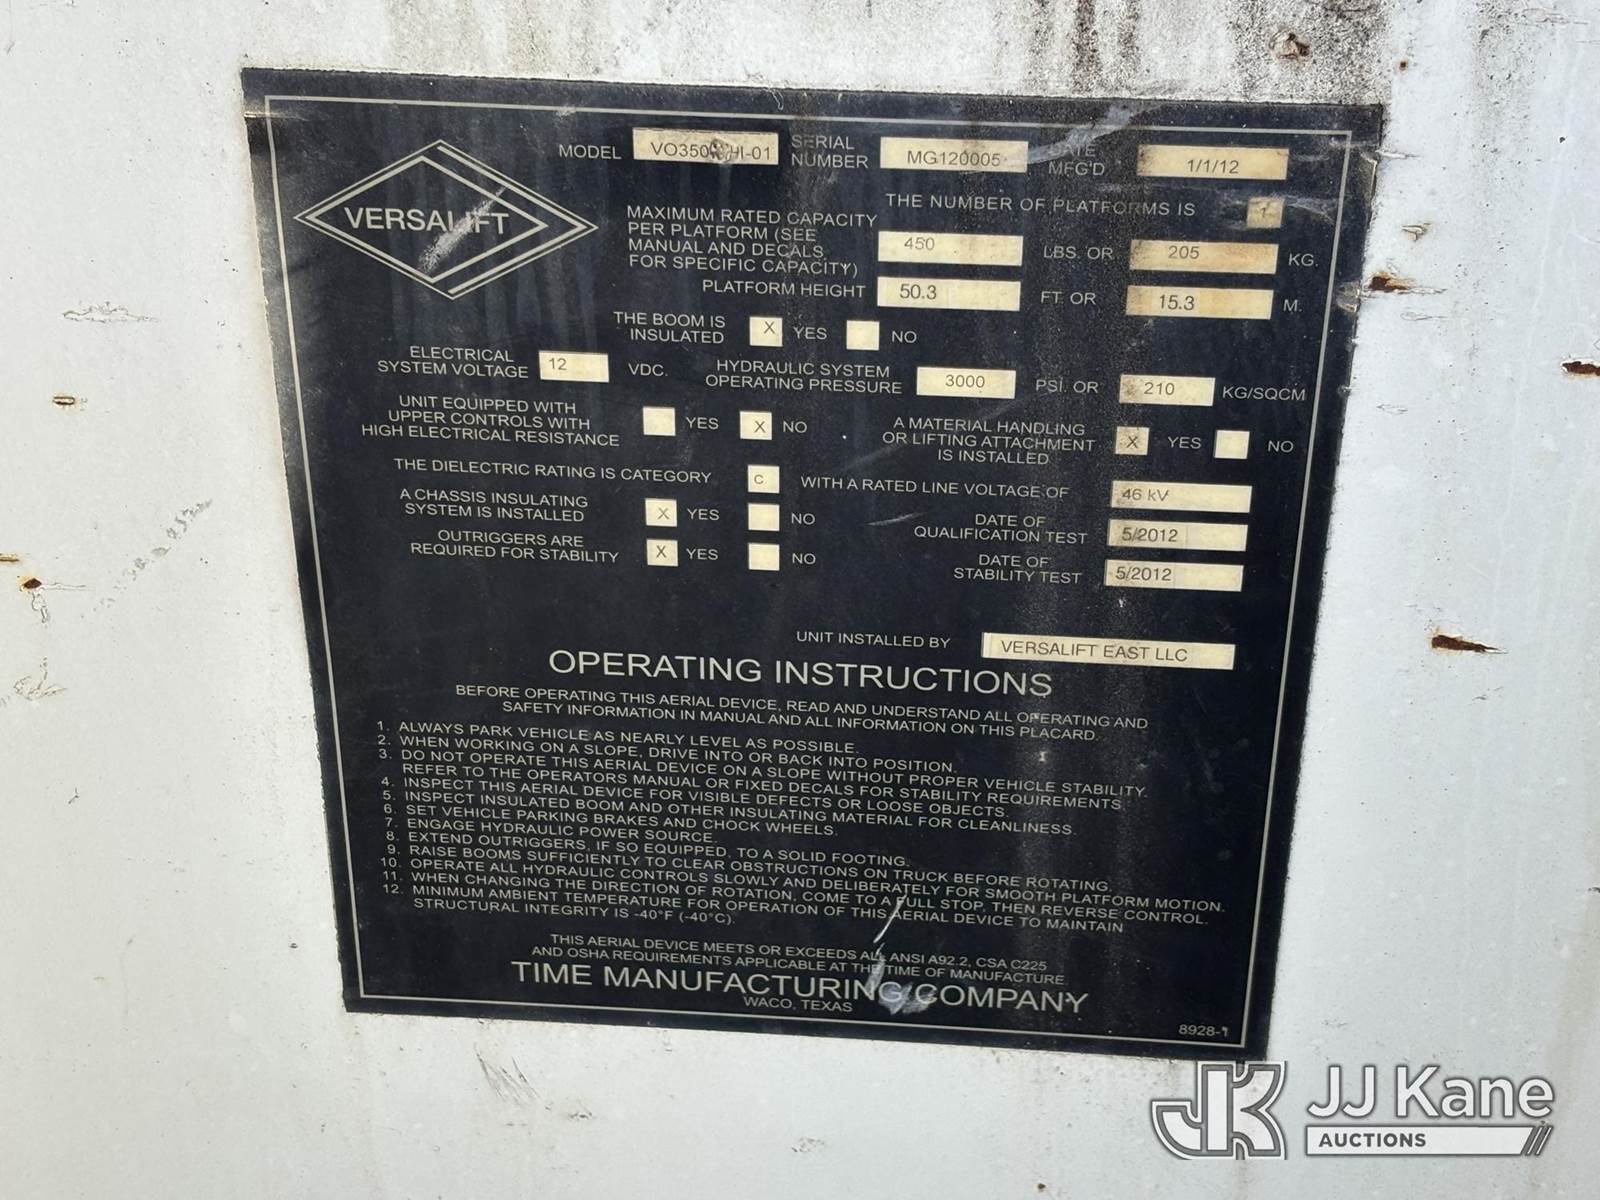 VERSALIFT
MODEL SERIAL NUMBER MG120005 DATE MFG'D 1/1/12
THE NUMBER OF PLATFORMS IS 1
MAXIMUM RATED CAPACITY
PER PLATFORM (SEE
MANUAL AND DECALS
FOR SPECIFIC CAPACITY) 450 LBS. OR 205 KG.
PLATFORM HEIGHT 50.3 FT. OR 15.3 M.
THE BOOM IS
INSULATED X YES NO
ELECTRICAL
SYSTEM VOLTAGE 12 VDC. HYDRAULIC SYSTEM
OPERATING PRESSURE 3000 PSI. OR 210 KG/SQCM
UNIT EQUIPPED WITH
UPPER CONTROLS WITH
HIGH ELECTRICAL RESISTANCE YES X NO
A MATERIAL HANDLING
OR LIFTING ATTACHMENT
IS INSTALLED X YES NO
THE DIELECTRIC RATING IS CATEGORY C WITH A RATED LINE VOLTAGE OF 46 kV
A CHASSIS INSULATING
SYSTEM IS INSTALLED X YES NO
DATE OF
QUALIFICATION TEST 5/2012
OUTRIGGERS ARE
REQUIRED FOR STABILITY X YES NO
DATE OF
STABILITY TEST 5/2012
UNIT INSTALLED BY VERSALIFT EAST LLC
OPERATING INSTRUCTIONS
BEFORE OPERATING THIS AERIAL DEVICE, READ AND UNDERSTAND ALL OPERATING AND
SAFETY INFORMATION IN MANUAL AND ALL INFORMATION ON THIS PLACARD.
1. ALWAYS PARK VEHICLE AS NEARLY LEVEL AS POSSIBLE.
2. WHEN WORKING ON A SLOPE, DRIVE INTO OR BACK INTO POSITION.
3. DO NOT OPERATE THIS AERIAL DEVICE ON A SLOPE WITHOUT PROPER VEHICLE STABILITY.
REFER TO THE OPERATORS MANUAL OR FIXED DECALS FOR STABILITY REQUIREMENTS.
4. INSPECT THIS AERIAL DEVICE FOR VISIBLE DEFECTS OR LOOSE OBJECTS.
5. INSPECT INSULATED BOOM AND OTHER INSULATING MATERIAL FOR CLEANLINESS.
6. SET VEHICLE PARKING BRAKES AND CHOCK WHEELS.
7. ENGAGE HYDRAULIC POWER SOURCE.
8. EXTEND OUTRIGGERS, IF SO EQUIPPED, TO A SOLID FOOTING.
9. RAISE BOOMS SUFFICIENTLY TO CLEAR OBSTRUCTIONS ON TRUCK BEFORE ROTATING.
10. OPERATE ALL HYDRAULIC CONTROLS SLOWLY AND DELIBERATELY FOR SMOOTH PLATFORM MOTION.
11. WHEN CHANGING THE DIRECTION OF ROTATION, COME TO A FULL STOP, THEN REVERSE CONTROL.
12. MINIMUM AMBIENT TEMPERATURE FOR OPERATION OF THIS AERIAL DEVICE TO MAINTAIN
STRUCTURAL INTEGRITY IS -40°F (-40°C).
THIS AERIAL DEVICE MEETS OR EXCEEDS ALL ANSI A92.2, CSA C225
AND OSHA REQUIREMENTS APPLICABLE AT THE TIME OF MANUFACTURE.
TIME MANUFACTURING COMPANY
WACO, TEXAS
8928-1
JJ Kane
AUCTIONS